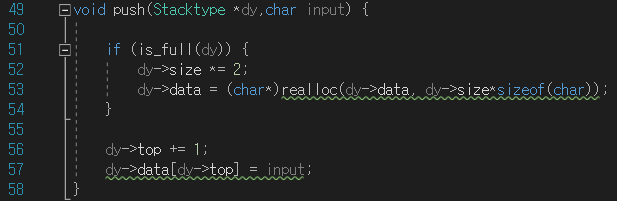 49 void push(Stacktype *dy,char input) {
50
51 if (is_full(dy)) {
52 dy->size *= 2;
53 dy->data = (char*)realloc(dy->data, dy->size*sizeof(char));
54 }
55
56 dy->top += 1;
57 dy->data[dy->top] = input;
58 }